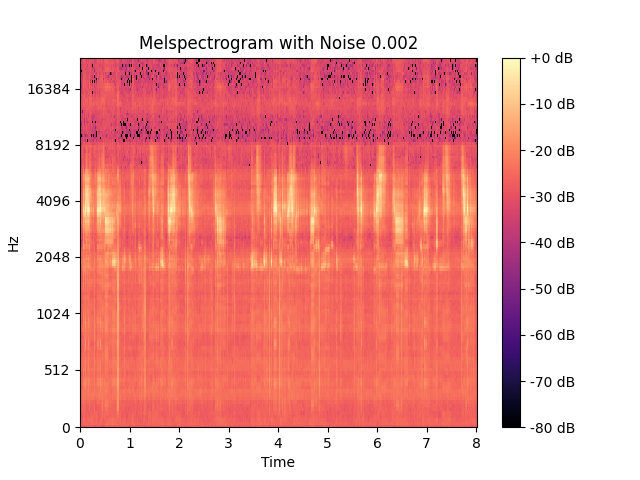 Melspectrogram with Noise 0.002
Hz
16384
8192
4096
2048
1024
512
0
0 1 2 3 4 5 6 7 8
Time
+0 dB
-10 dB
-20 dB
-30 dB
-40 dB
-50 dB
-60 dB
-70 dB
-80 dB